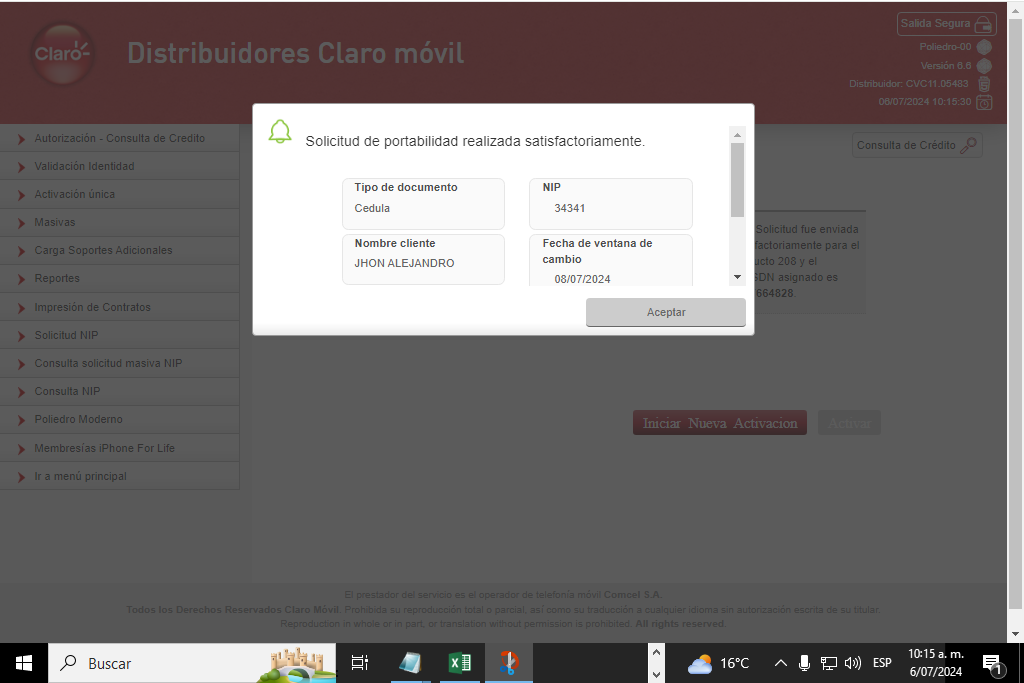 Claro
Distribuidores Claro móvil
Salida Segura
Poliedro-00
Versión 6.8
Distribuidor: CVC11.05483
06/07/2024 10:15:30
Autorización - Consulta de Credito
Validación Identidad
Activación única
Masivas
Carga Soportes Adicionales
Reportes
Impresión de Contratos
Solicitud NIP
Consulta solicitud masiva NIP
Consulta NIP
Poliedro Moderno
Membresías iPhone For Life
Ir a menú principal
Consulta de Crédito
Solicitud de portabilidad realizada satisfactoriamente.
Tipo de documento
Cedula
NIP
34341
Nombre cliente
JHON ALEJANDRO
Fecha de ventana de
cambio
08/07/2024
Aceptar
Solicitud fue enviada
factoriamente para el
ucto 208 y el
SDN asignado es
664828.
Iniciar Nueva Activacion
Activar
El prestador del servicio es el operador de telefonía móvil Comcel S.A.
Todos los Derechos Reservados Claro Móvil. Prohibida su reproducción total o parcial, así como su traducción a cualquier idioma sin autorización escrita de su titular.
Reproduction in whole or in part, or translation without permission is prohibited. All rights reserved.
Buscar
16°C
ESP
10:15 a. m.
6/07/2024
1